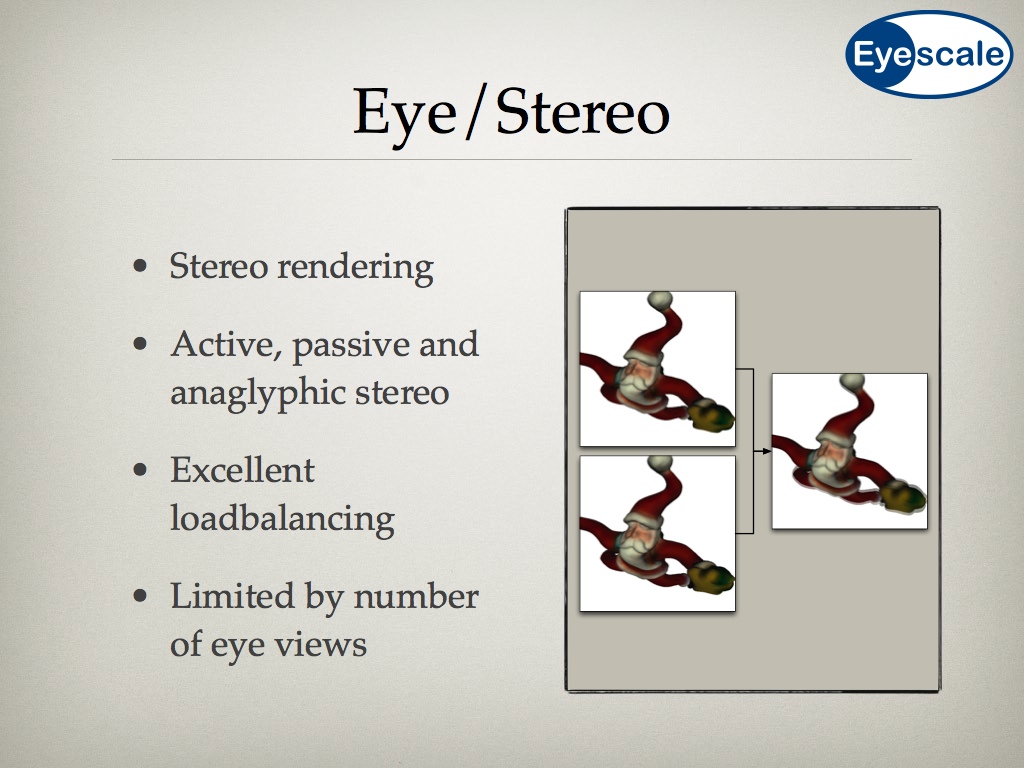 Eyescale
Eye/Stereo
• Stereo rendering
• Active, passive and
anaglyphic stereo
• Excellent
loadbalancing
• Limited by number
of eye views